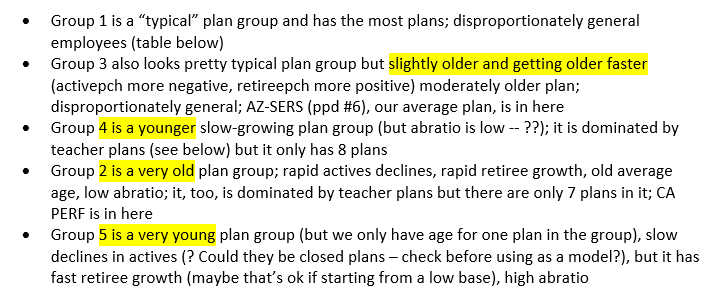 • Group 1 is a “typical” plan group and has the most plans; disproportionately general
employees (table below)
• Group 3 also looks pretty typical plan group but slightly older and getting older faster
(activepch more negative, retireepch more positive) moderately older plan;
disproportionately general; AZ-SERS (ppd #6), our average plan, is in here
• Group 4 is a younger slow-growing plan group (but abratio is low -- ??); it is dominated by
teacher plans (see below) but it only has 8 plans
• Group 2 is a very old plan group; rapid actives declines, rapid retiree growth, old average
age, low abratio; it, too, is dominated by teacher plans but there are only 7 plans in it; CA
PERF is in here
• Group 5 is a very young plan group (but we only have age for one plan in the group), slow
declines in actives (? Could they be closed plans – check before using as a model?), but it has
fast retiree growth (maybe that’s ok if starting from a low base), high abratio